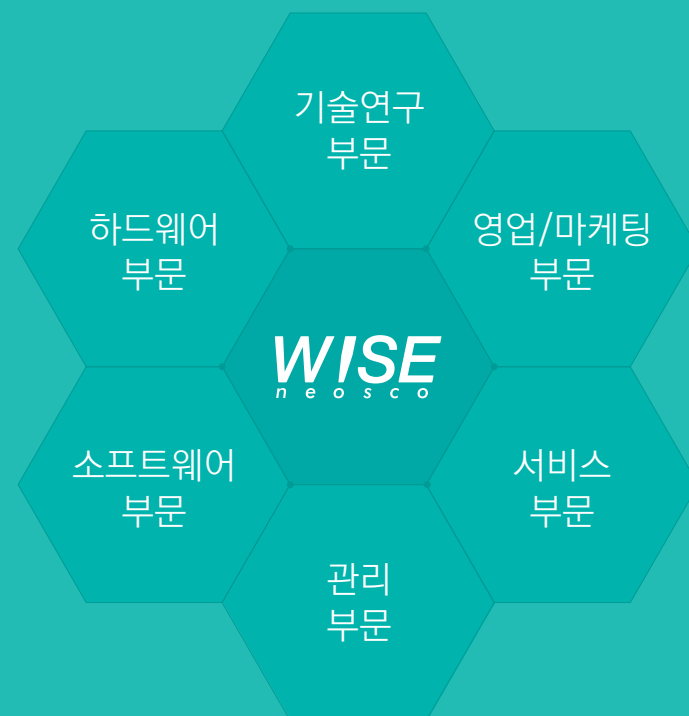 기술연구
부문
하드웨어
부문
영업/마케팅
부문
WISE
neosco
소프트웨어
부문
서비스
부문
관리
부문